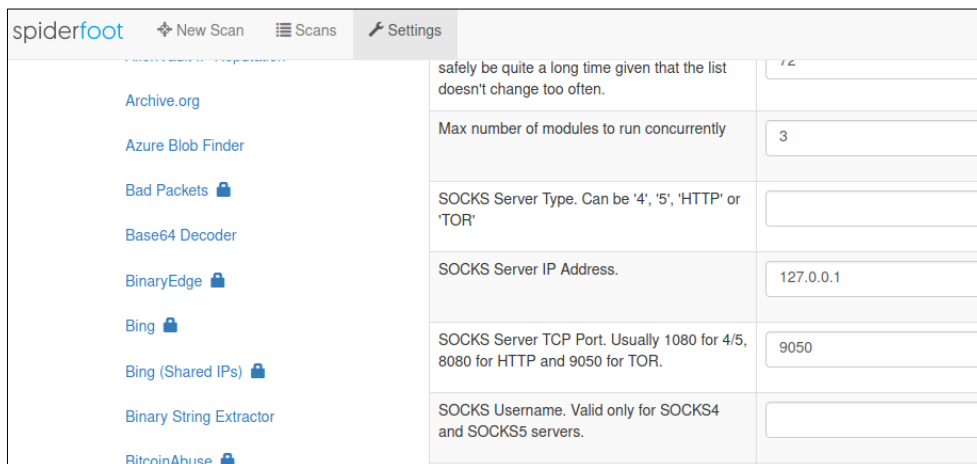 spiderfoot New Scan Scans Settings
Archive.org
Azure Blob Finder
Bad Packets
Base64 Decoder
BinaryEdge
Bing
Bing (Shared IPs)
Binary String Extractor
BitcoinAbuse
safely be quite a long time given that the list
doesn't change too often.
72
Max number of modules to run concurrently
3
SOCKS Server Type. Can be '4', '5', 'HTTP' or
'TOR'
SOCKS Server IP Address.
127.0.0.1
SOCKS Server TCP Port. Usually 1080 for 4/5,
8080 for HTTP and 9050 for TOR.
9050
SOCKS Username. Valid only for SOCKS4
and SOCKS5 servers.